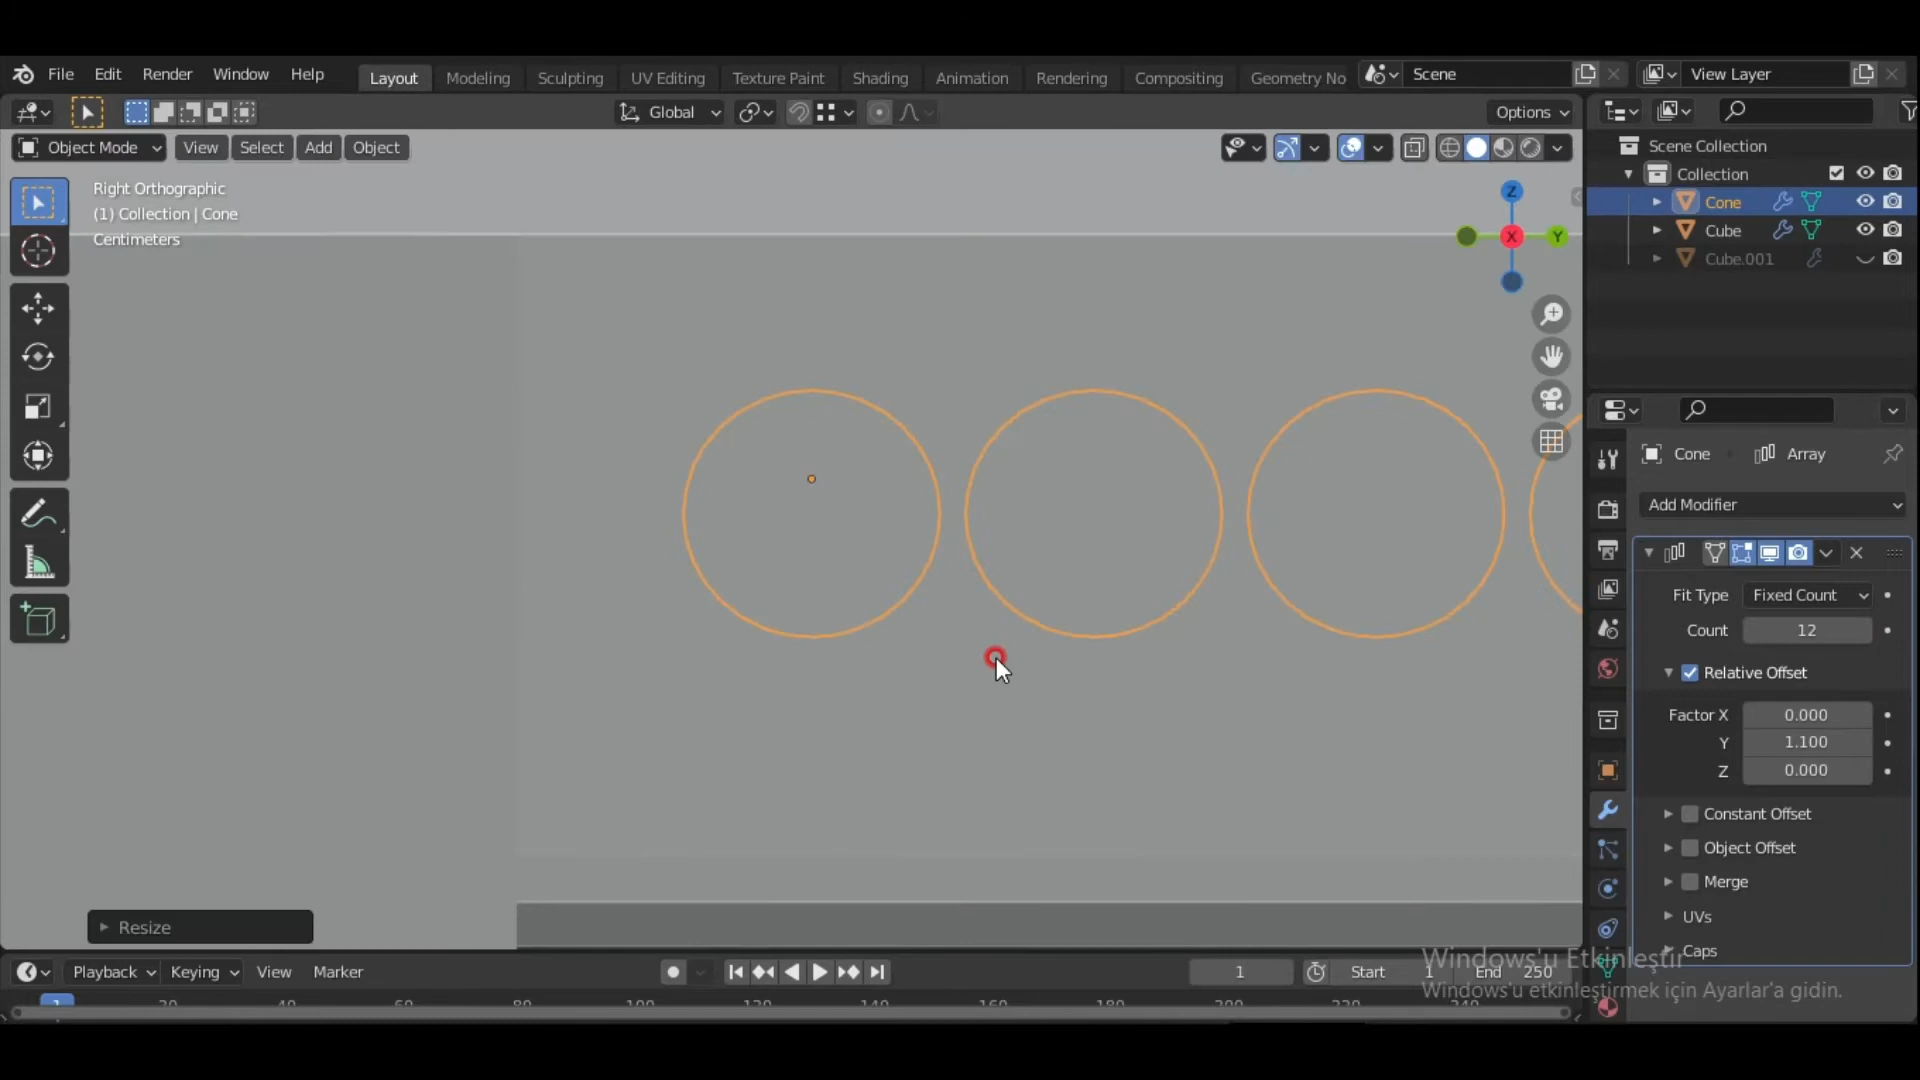 File Edit Render Window Help Layout Modeling Sculpting UV Editing Texture Paint Shading Animation Rendering Compositing Geometry No Scene View Layer
Global Options
Object Mode View Select Add Object
Scene Collection
Collection
Cone
Cube
Cube.001
Right Orthographic
(1) Collection | Cone
Centimeters
Z
X
Y
Cone Array
Add Modifier
Fit Type Fixed Count
Count 12
Relative Offset
Factor X 0.000
Y 1.100
Z 0.000
Constant Offset
Object Offset
Merge
UVs
Caps
Resize
Windows'u Etkinleştir
Windows'u etkinleştirmek için Ayarlar'a gidin.
Playback Keying View Marker 1 Start 1 End 250
1 20 40 60 80 100 120 140 160 180 200 220 240